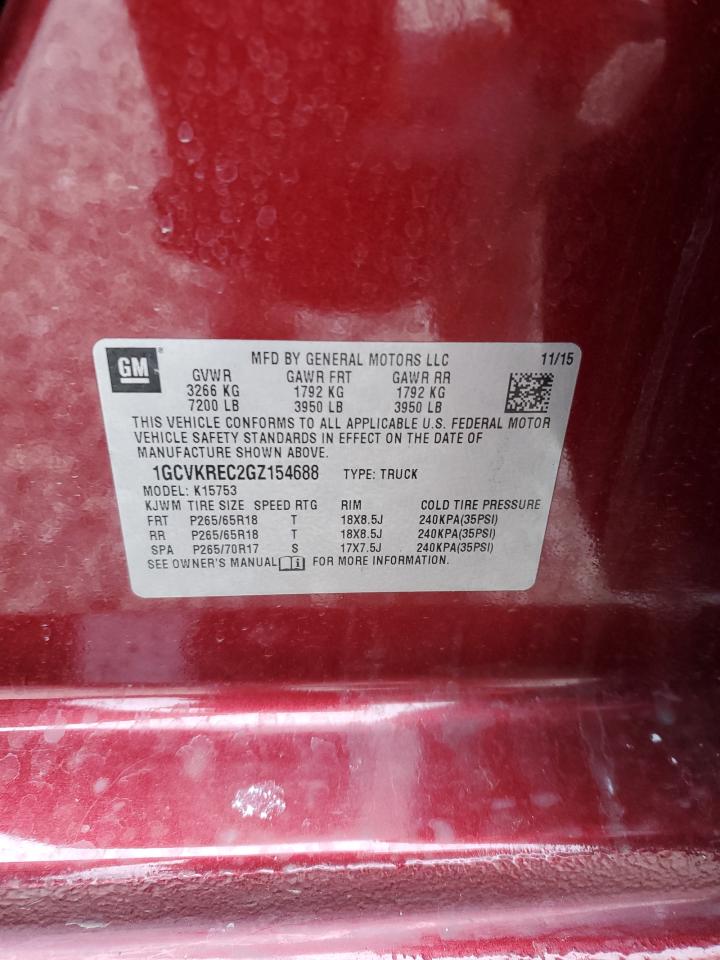 GM
MFD BY GENERAL MOTORS LLC 11/15
GVWR GAWR FRT GAWR RR
3266 KG 1792 KG 1792 KG
7200 LB 3950 LB 3950 LB
THIS VEHICLE CONFORMS TO ALL APPLICABLE U.S. FEDERAL MOTOR
VEHICLE SAFETY STANDARDS IN EFFECT ON THE DATE OF
MANUFACTURE SHOWN ABOVE.
1GCVKREC2GZ154688 TYPE: TRUCK
MODEL: K15753
KJWM TIRE SIZE SPEED RTG RIM COLD TIRE PRESSURE
FRT P265/65R18 T 18X8.5J 240KPA(35PSI)
RR P265/65R18 T 18X8.5J 240KPA(35PSI)
SPA P265/70R17 S 17X7.5J 240KPA(35PSI)
SEE OWNER'S MANUAL FOR MORE INFORMATION.